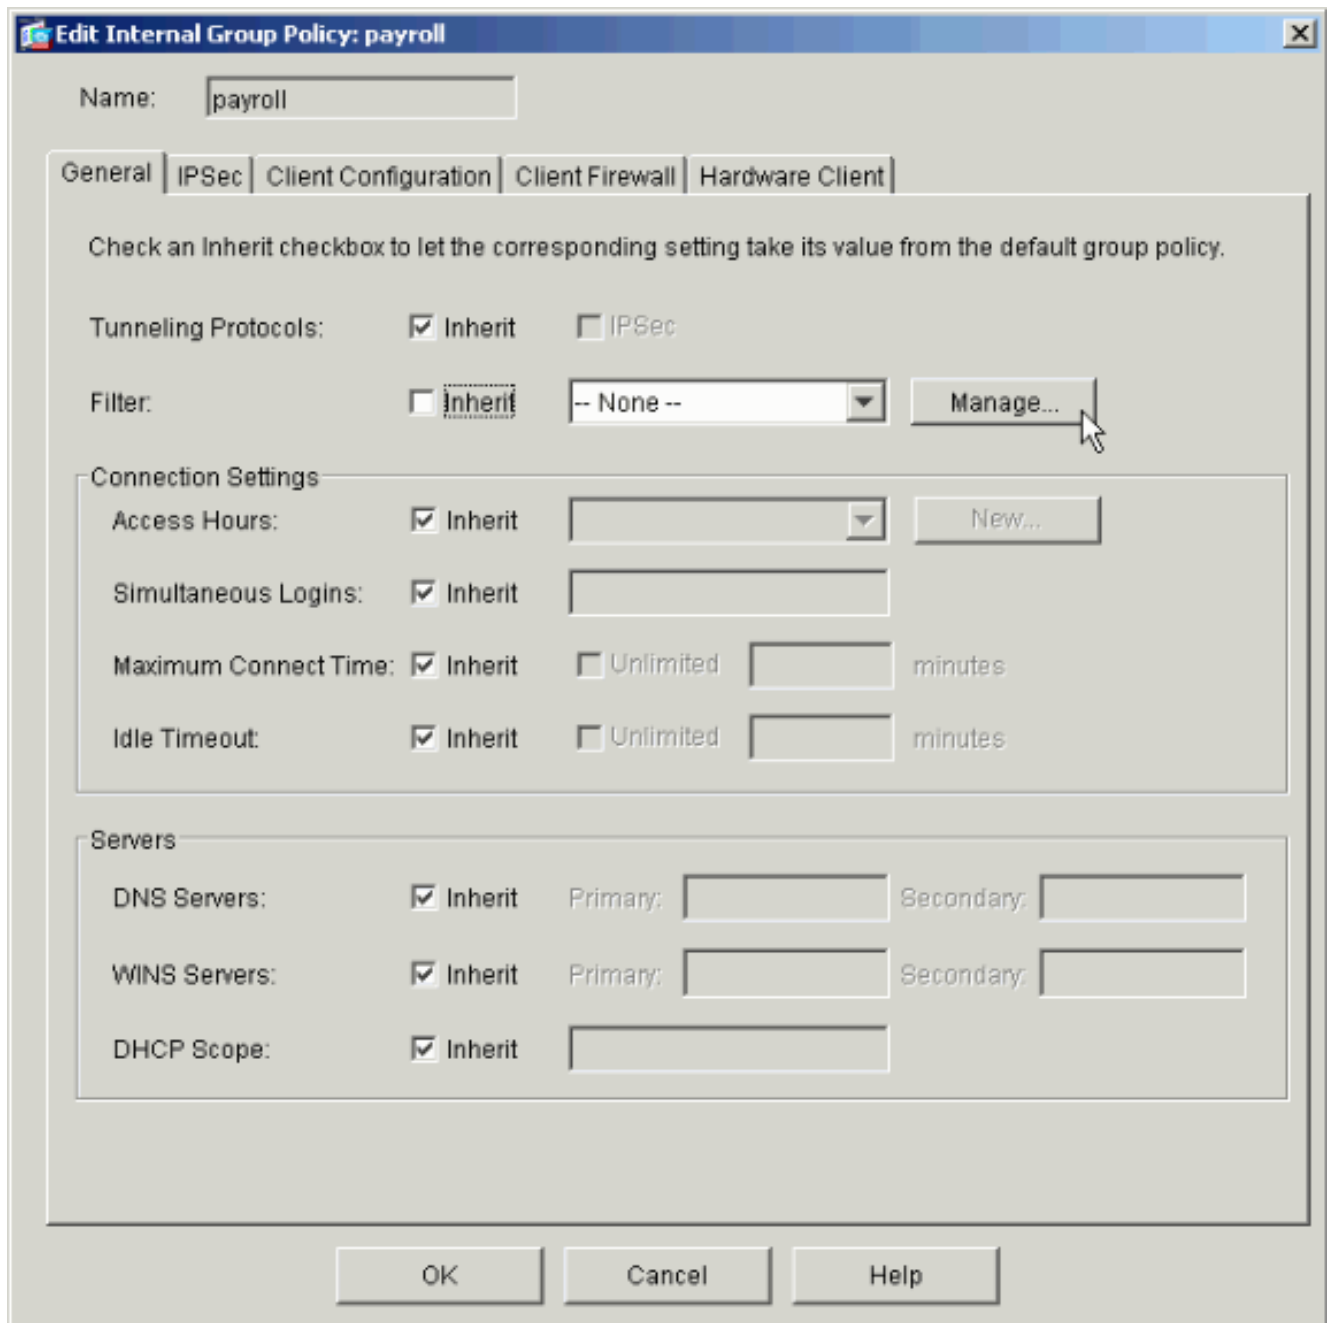 Edit Internal Group Policy: payroll
Name: payroll
General IPSec Client Configuration Client Firewall Hardware Client
Check an Inherit checkbox to let the corresponding setting take its value from the default group policy.
Tunneling Protocols: Inherit IPSec
Filter: Inherit -- None -- Manage...
Connection Settings
Access Hours: Inherit New...
Simultaneous Logins: Inherit
Maximum Connect Time: Inherit Unlimited minutes
Idle Timeout: Inherit Unlimited minutes
Servers
DNS Servers: Inherit Primary: Secondary:
WINS Servers: Inherit Primary: Secondary:
DHCP Scope: Inherit
OK Cancel Help